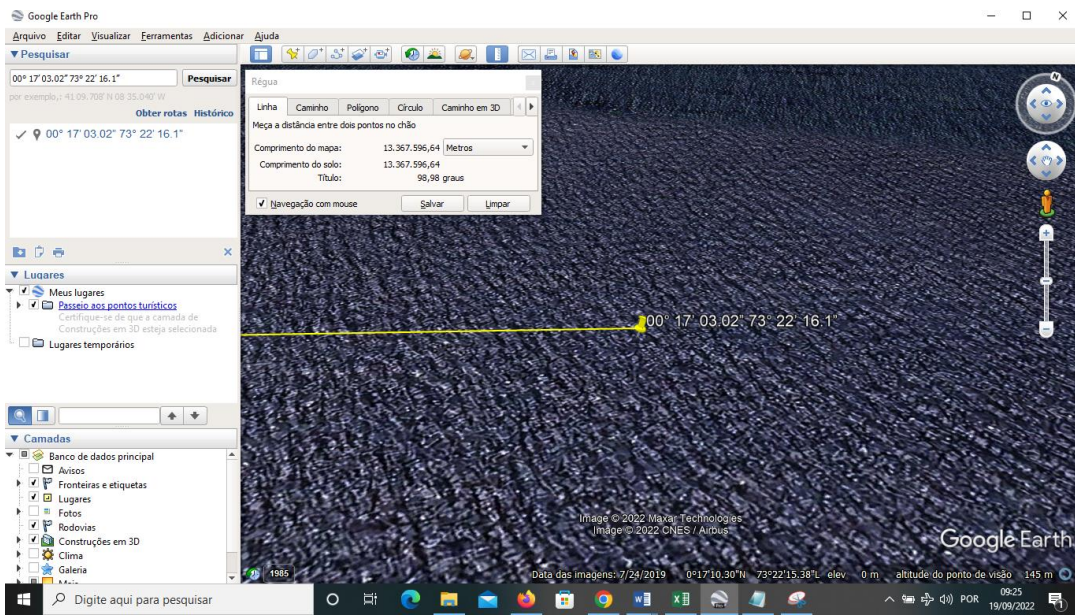 Google Earth Pro
Arquivo Editar Visualizar Ferramentas Adicionar Ajuda
Pesquisar
00° 17' 03.02" 73° 22' 16.1"
Pesquisar
por exemplo,: 41 09.708' N 08 35.040' W
Obter rotas Histórico
00° 17' 03.02" 73° 22' 16.1"
Régua
Linha Caminho Polígono Círculo Caminho em 3D
Meça a distância entre dois pontos no chão
Comprimento do mapa: 13.367.596,64 Metros
Comprimento do solo: 13.367.596,64
Título: 98,98 graus
Navegação com mouse Salvar Limpar
N
00° 17' 03.02" 73° 22' 16.1"
Lugares
Meus lugares
Passeio aos pontos turísticos
Certifique-se de que a camada de
Construções em 3D esteja selecionada
Lugares temporários
Camadas
Banco de dados principal
Avisos
Fronteiras e etiquetas
Lugares
Fotos
Rodovias
Construções em 3D
Clima
Galeria
Mais
Image © 2022 Maxar Technologies
Image © 2022 CNES / Airbus
Google Earth
1985
Data das imagens: 7/24/2019 0°17'10.30"N 73°22'15.38"L elev 0 m altitude do ponto de visão 145 m
Digite aqui para pesquisar
POR
09:25
19/09/2022